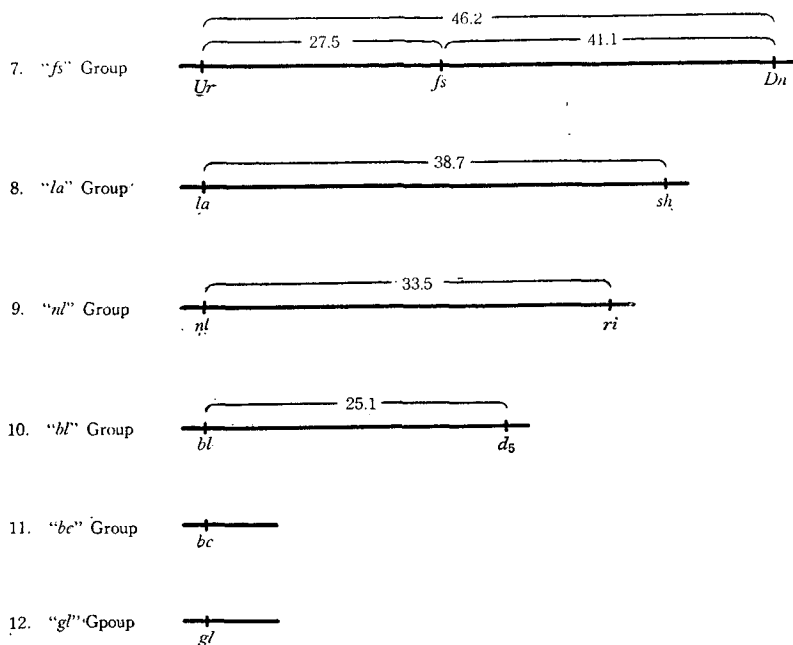 46.2
27.5 41.1
7. "fs" Group
Ur fs Dn
38.7
8. "la" Group
la sh
33.5
9. "nl" Group
nl ri
25.1
10. "bl" Group
bl d5
11. "bc" Group
bc
12. "gl" Gpoup
gl